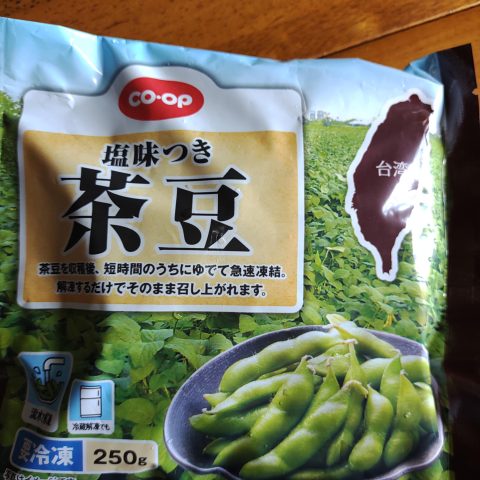 CO·OP
塩味つき
茶豆
台湾
茶豆を収穫後、短時間のうちにゆでて急速凍結。
解凍するだけでそのまま召し上がれます。
流水解凍
冷蔵解凍でも
要冷凍 250g